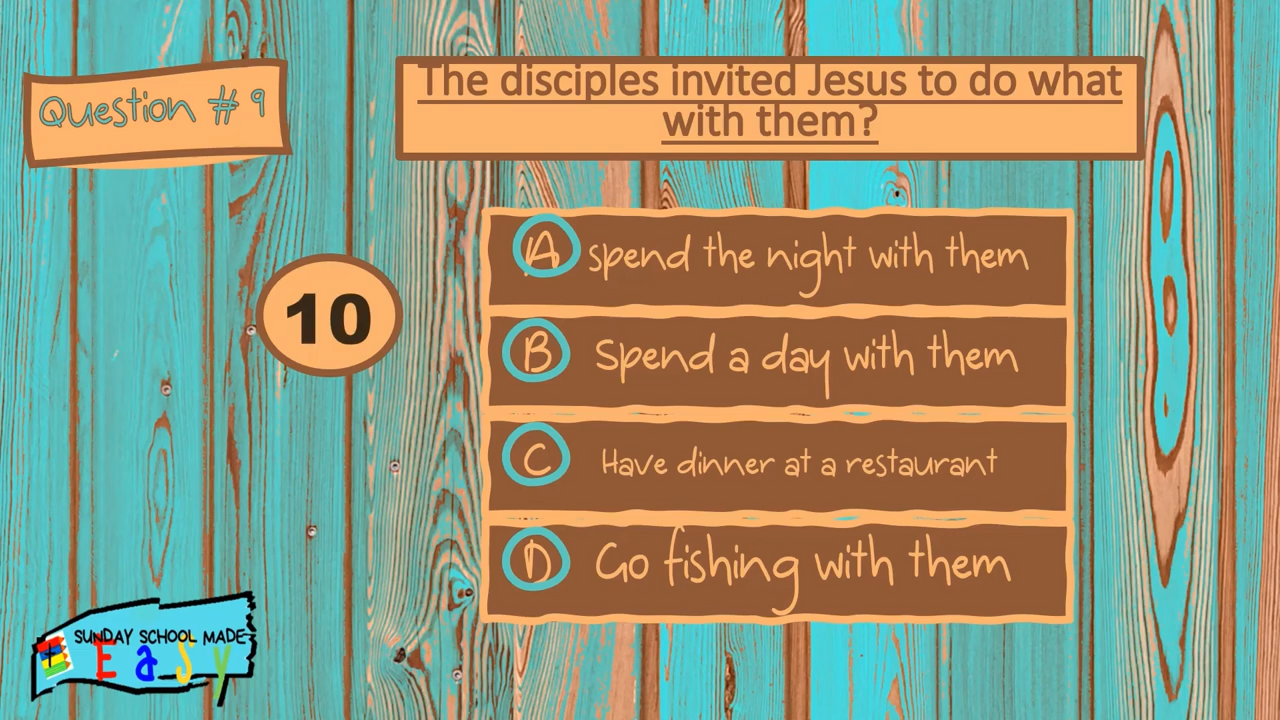 Question # 9
The disciples invited Jesus to do what
with them?
A spend the night with them
10
B Spend a day with them
C Have dinner at a restaurant
D Go fishing with them
SUNDAY SCHOOL MADE
Easy